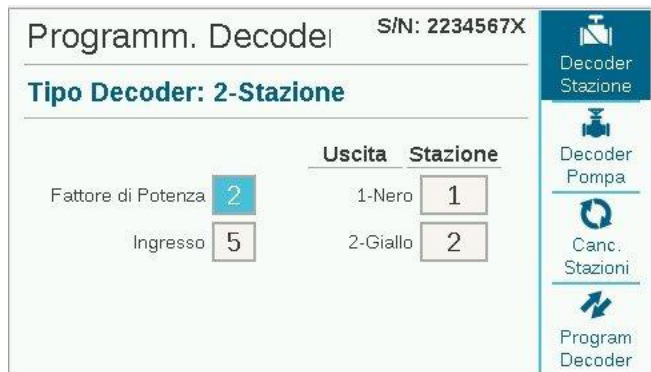 Programm. Decoder
S/N: 2234567X
Tipo Decoder: 2-Stazione
Uscita Stazione
Fattore di Potenza 2 1-Nero 1
Ingresso 5 2-Giallo 2
Decoder
Stazione
Decoder
Pompa
Canc.
Stazioni
Program
Decoder